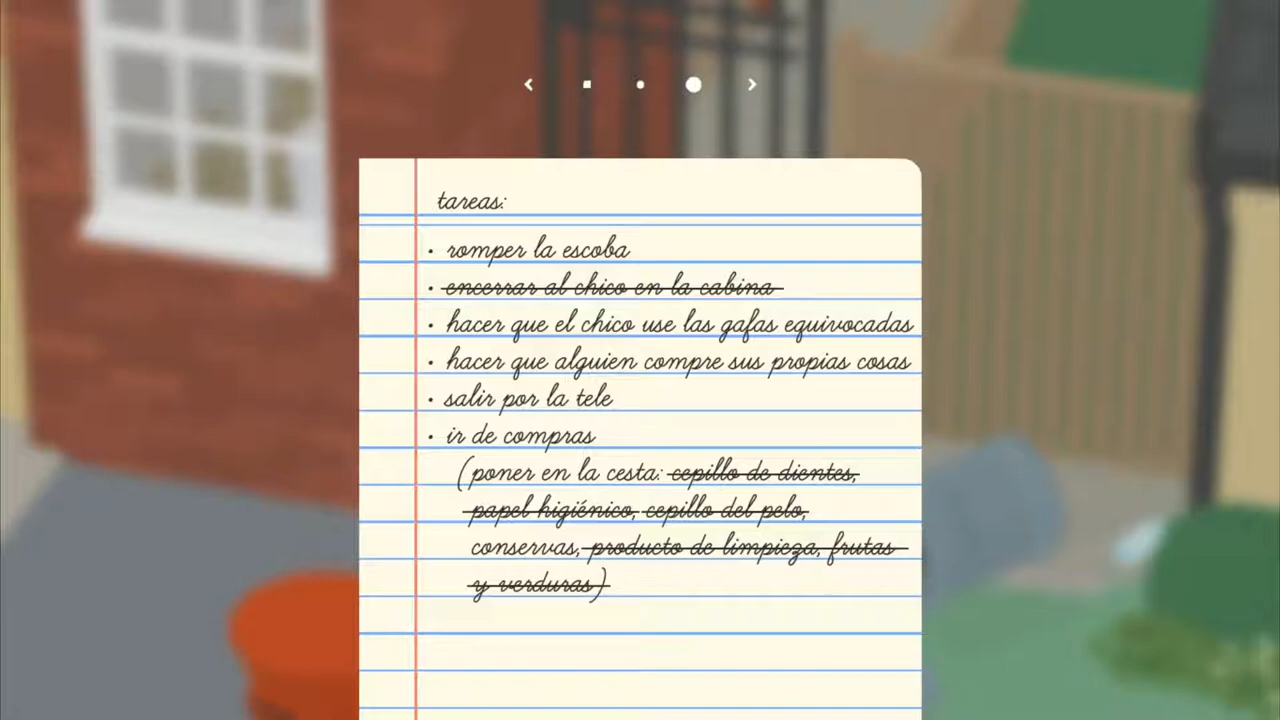 tareas:
• romper la escoba
• encerrar al chico en la cabina
• hacer que el chico use las gafas equivocadas
• hacer que alguien compre sus propias cosas
• salir por la tele
• ir de compras
(poner en la cesta: cepillo de dientes,
papel higiénico, cepillo del pelo,
conservas, producto de limpieza, frutas
y verduras)